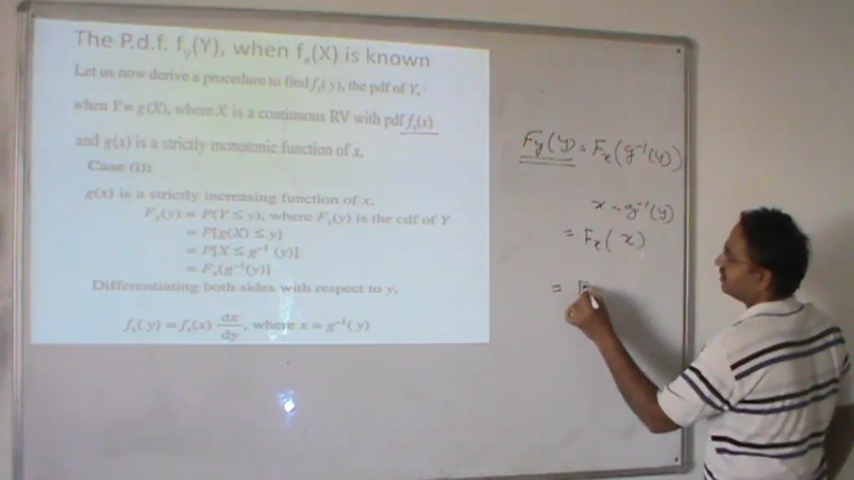 The P.d.f. fy(Y), when fx(X) is known
Let us now derive a procedure to find fy(y), the pdf of Y,
when Y = g(X), where X is a continuous RV with pdf fx(x)
and g(x) is a strictly monotonic function of x.
Case (i):
g(x) is a strictly increasing function of x.
Fy(y) = P(Y ≤ y), where Fy(y) is the cdf of Y
= P[g(X) ≤ y]
= P[X ≤ g⁻¹ (y)]
= Fx(g⁻¹(y)]
Differentiating both sides with respect to y,
fy(y) = fx(x) dx/dy, where x = g⁻¹(y)
Fy(y) = Fx(g⁻¹(y))
x = g⁻¹(y)
= Fx(x)
= F